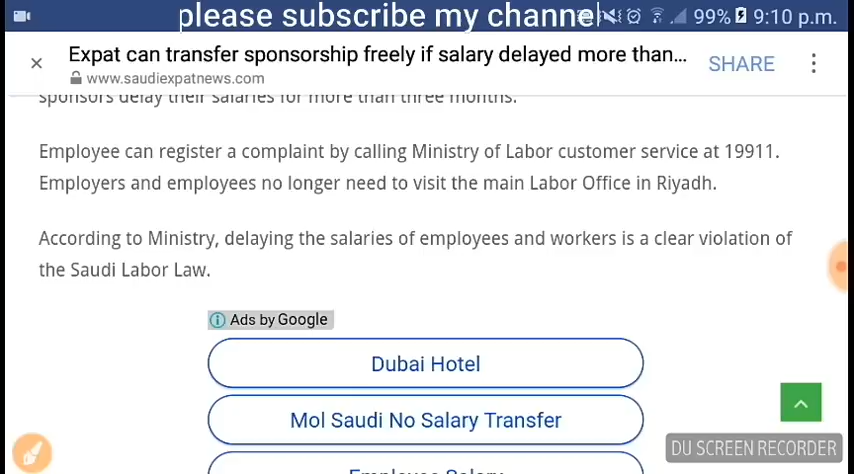 please subscribe my channel
99% 9:10 p.m.
Expat can transfer sponsorship freely if salary delayed more than...
www.saudiexpatnews.com
SHARE
sponsors delay their salaries for more than three months.
Employee can register a complaint by calling Ministry of Labor customer service at 19911.
Employers and employees no longer need to visit the main Labor Office in Riyadh.
According to Ministry, delaying the salaries of employees and workers is a clear violation of
the Saudi Labor Law.
Ads by Google
Dubai Hotel
Mol Saudi No Salary Transfer
Employee Salary
DU SCREEN RECORDER